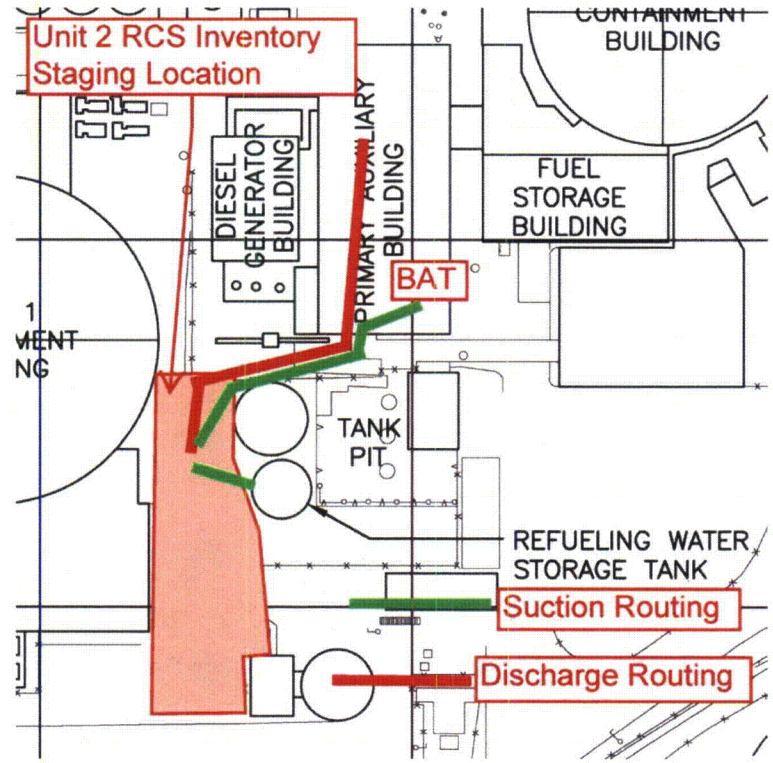 CONTAINMENT
BUILDING
Unit 2 RCS Inventory
Staging Location
DIESEL
GENERATOR
BUILDING
PRIMARY AUXILIARY
BUILDING
FUEL
STORAGE
BUILDING
BAT
1
MENT
NG
TANK
PIT
REFUELING WATER
STORAGE TANK
Suction Routing
Discharge Routing